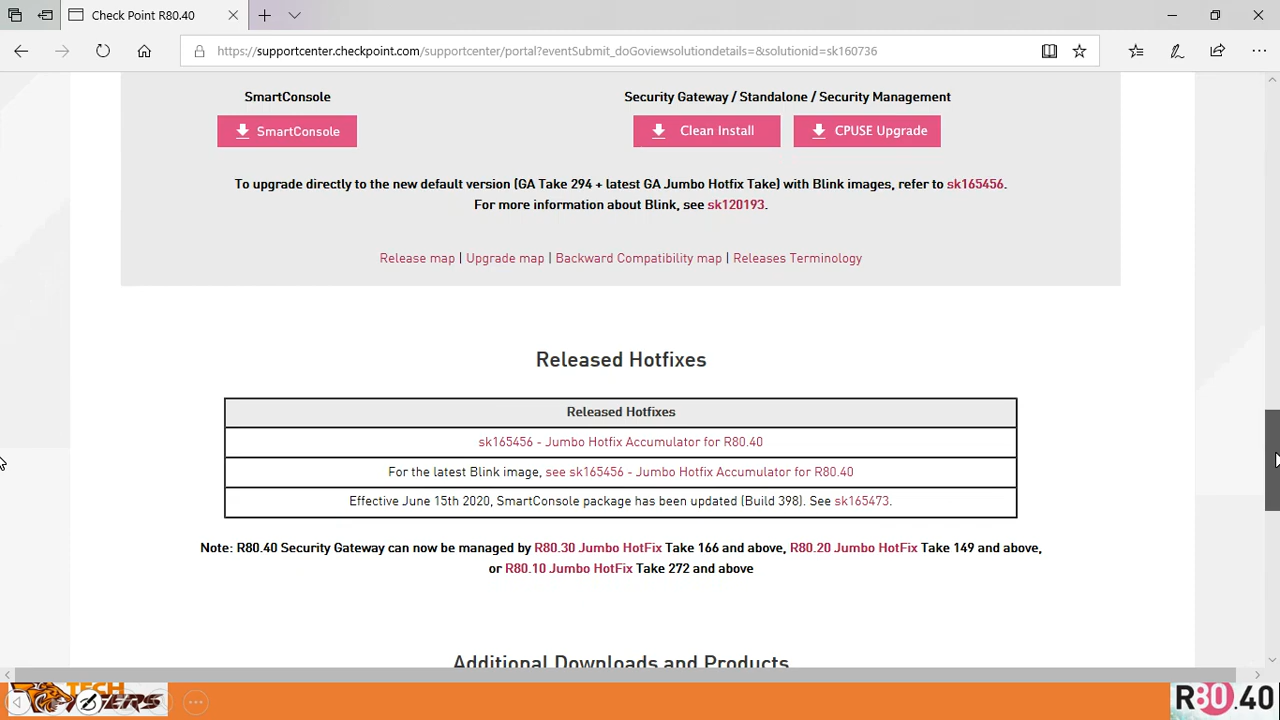 Check Point R80.40
https://supportcenter.checkpoint.com/supportcenter/portal?eventSubmit_doGoviewsolutiondetails=&solutionid=sk160736
SmartConsole
Security Gateway / Standalone / Security Management
SmartConsole
Clean Install
CPUSE Upgrade
To upgrade directly to the new default version (GA Take 294 + latest GA Jumbo Hotfix Take) with Blink images, refer to sk165456.
For more information about Blink, see sk120193.
Release map | Upgrade map | Backward Compatibility map | Releases Terminology
Released Hotfixes
Released Hotfixes
sk165456 - Jumbo Hotfix Accumulator for R80.40
For the latest Blink image, see sk165456 - Jumbo Hotfix Accumulator for R80.40
Effective June 15th 2020, SmartConsole package has been updated (Build 398). See sk165473.
Note: R80.40 Security Gateway can now be managed by R80.30 Jumbo HotFix Take 166 and above, R80.20 Jumbo HotFix Take 149 and above,
or R80.10 Jumbo HotFix Take 272 and above
Additional Downloads and Products
TECH
R80.40